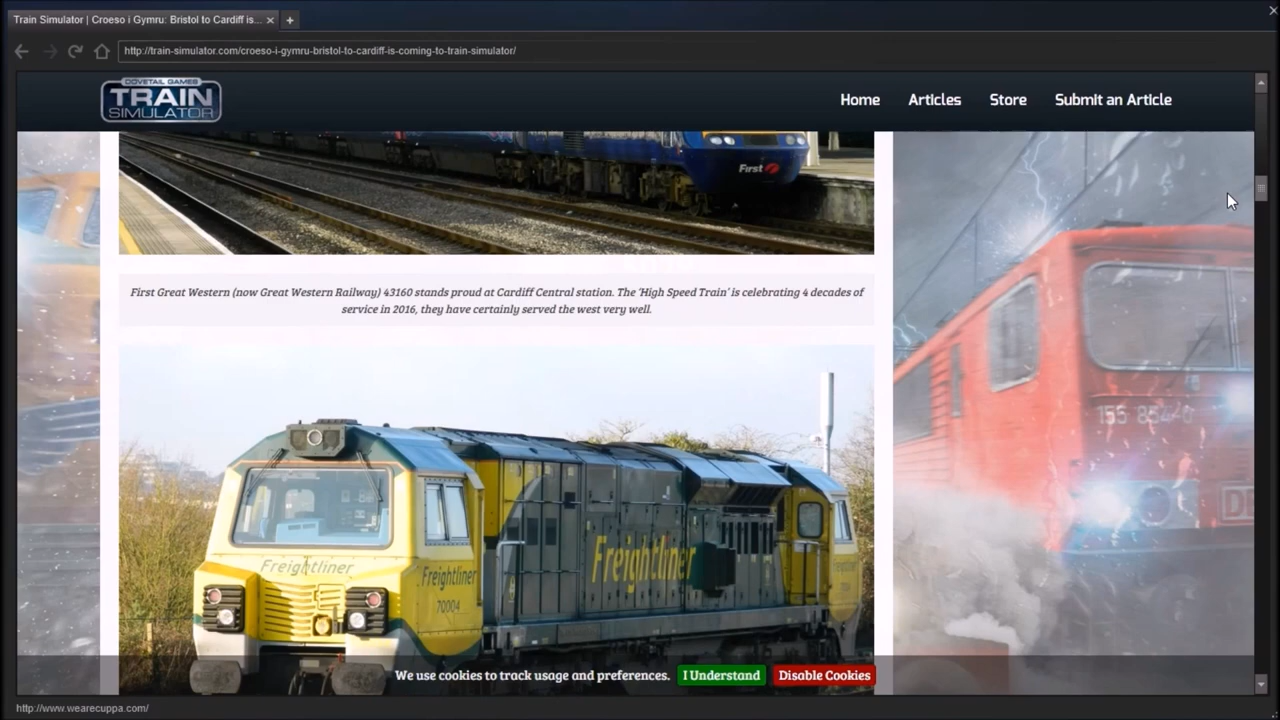 Train Simulator | Croeso i Gymru: Bristol to Cardiff is...
http://train-simulator.com/croeso-i-gymru-bristol-to-cardiff-is-coming-to-train-simulator/
DOVETAIL GAMES
TRAIN
SIMULATOR
Home
Articles
Store
Submit an Article
First
First Great Western (now Great Western Railway) 43160 stands proud at Cardiff Central station. The 'High Speed Train' is celebrating 4 decades of
service in 2016, they have certainly served the west very well.
Freightliner
Freightliner
70004
Freightliner
We use cookies to track usage and preferences.
I Understand
Disable Cookies
http://www.wearecuppa.com/